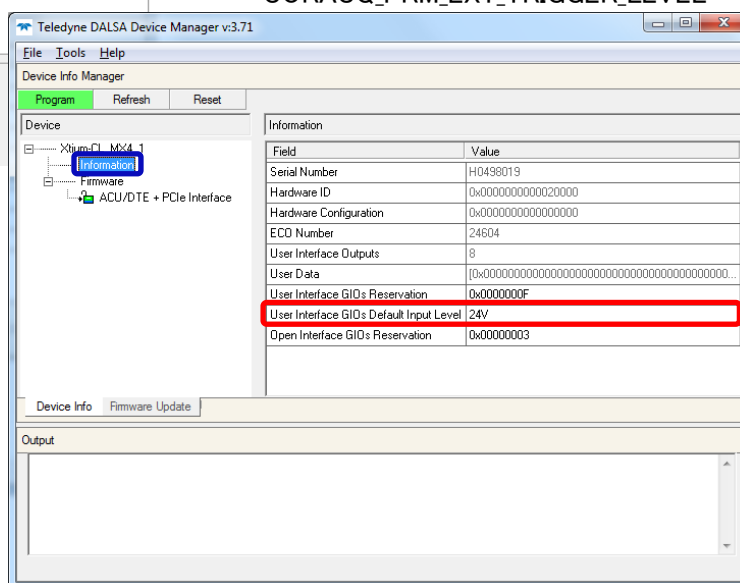 CORACQ_PRM_EXT_TRIGGER_LEVEL
Teledyne DALSA Device Manager v:3.71
File Tools Help
Device Info Manager
Program Refresh Reset
Device
Xtium-CL_MX4_1
Information
Firmware
ACU/DTE + PCIe Interface
Information
Field Value
Serial Number H0498019
Hardware ID 0x0000000000020000
Hardware Configuration 0x0000000000000000
ECO Number 24604
User Interface Outputs 8
User Data [0x00000000000000000000000000000000000000...
User Interface GIOs Reservation 0x0000000F
User Interface GIOs Default Input Level 24V
Open Interface GIOs Reservation 0x00000003
Device Info Firmware Update
Output